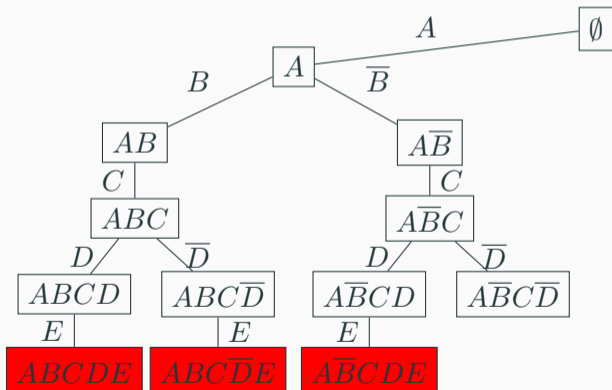 A
∅
A
B
B̅
AB
AB̅
C
C
ABC
AB̅C
D
D̅
D
D̅
ABCD
ABCD̅
AB̅CD
AB̅CD̅
E
E
E
ABCDE
ABCD̅E
AB̅CDE